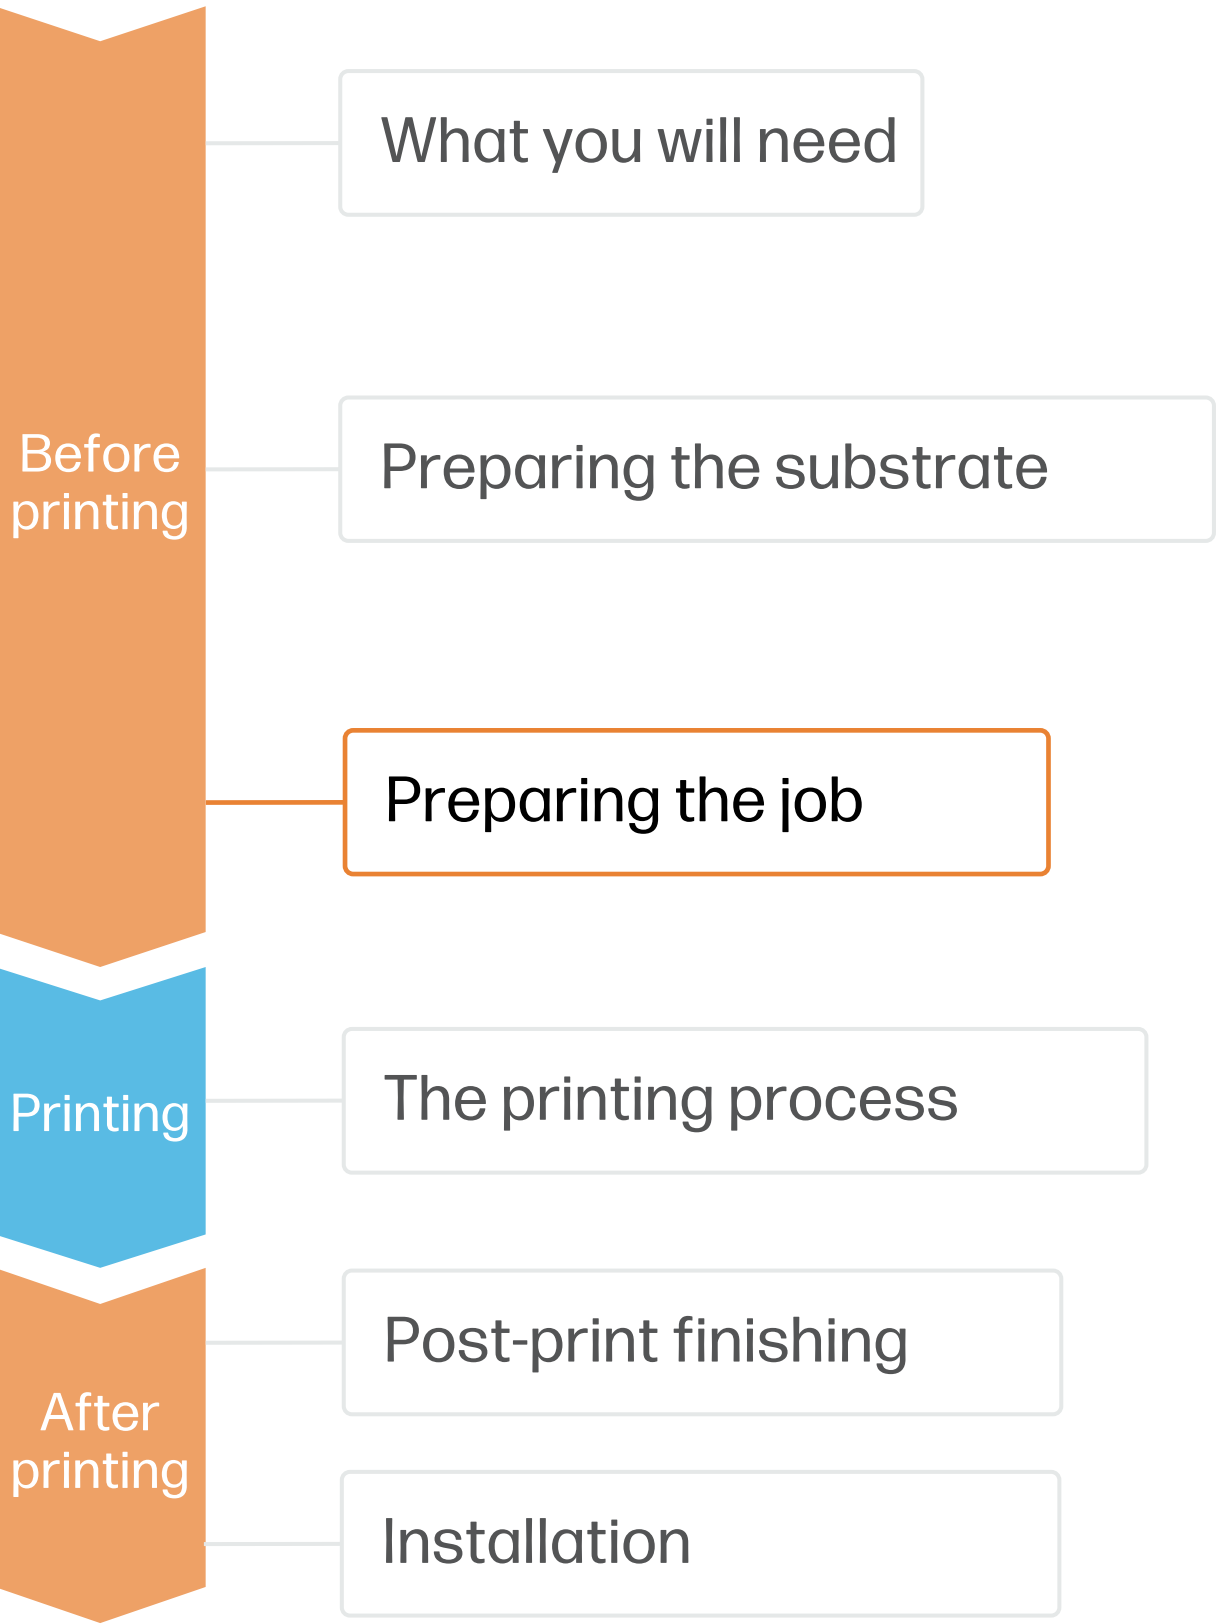 What you will need
Before
printing
Preparing the substrate
Preparing the job
Printing
The printing process
After
printing
Post-print finishing
Installation